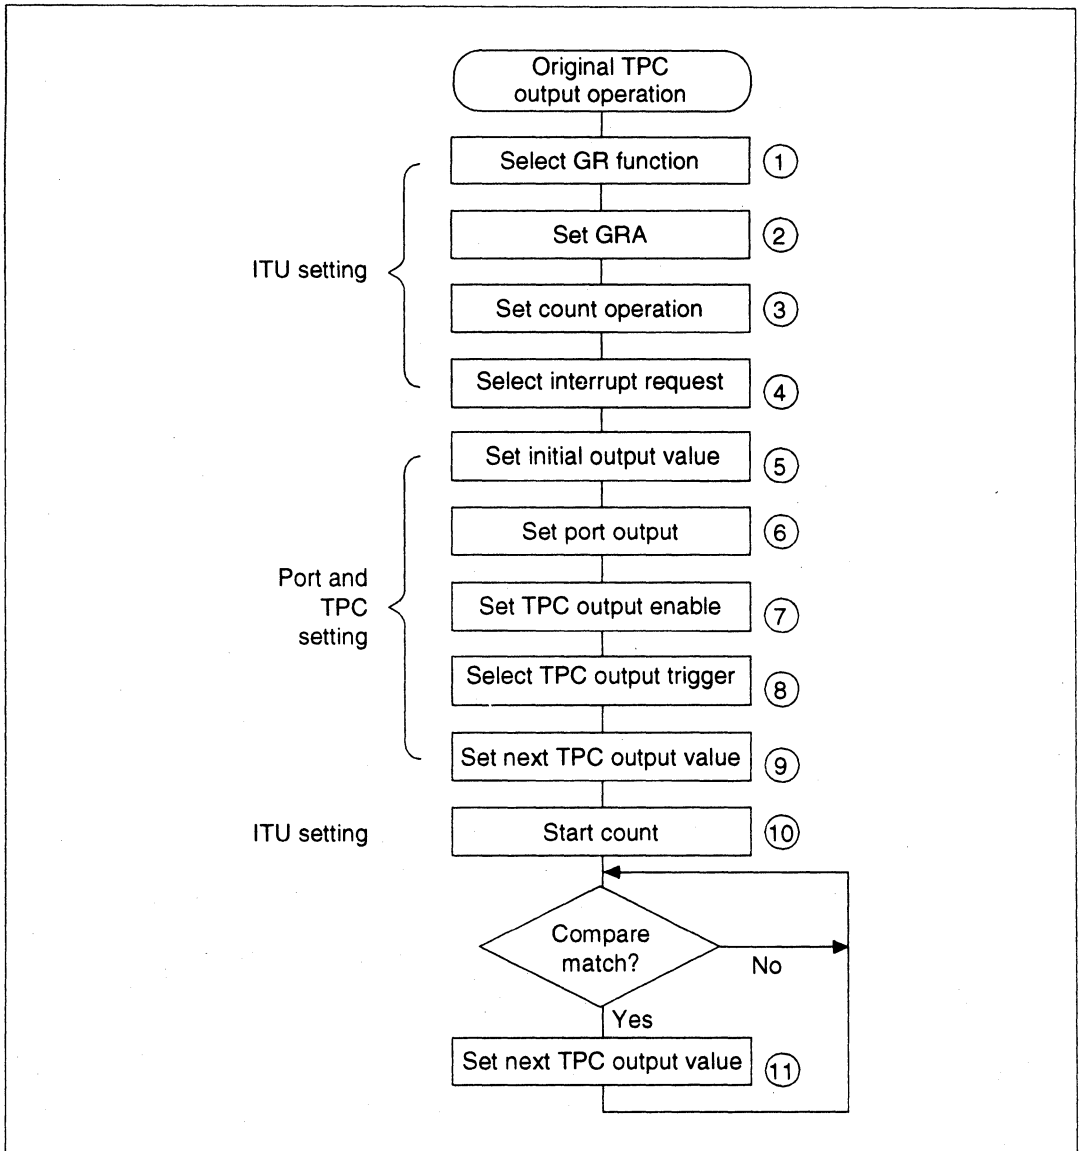 Original TPC
output operation
Select GR function
1
Set GRA
2
ITU setting
Set count operation
3
Select interrupt request
4
Set initial output value
5
Set port output
6
Port and
TPC
setting
Set TPC output enable
7
Select TPC output trigger
8
Set next TPC output value
9
ITU setting
Start count
10
Compare
match?
No
Yes
Set next TPC output value
11